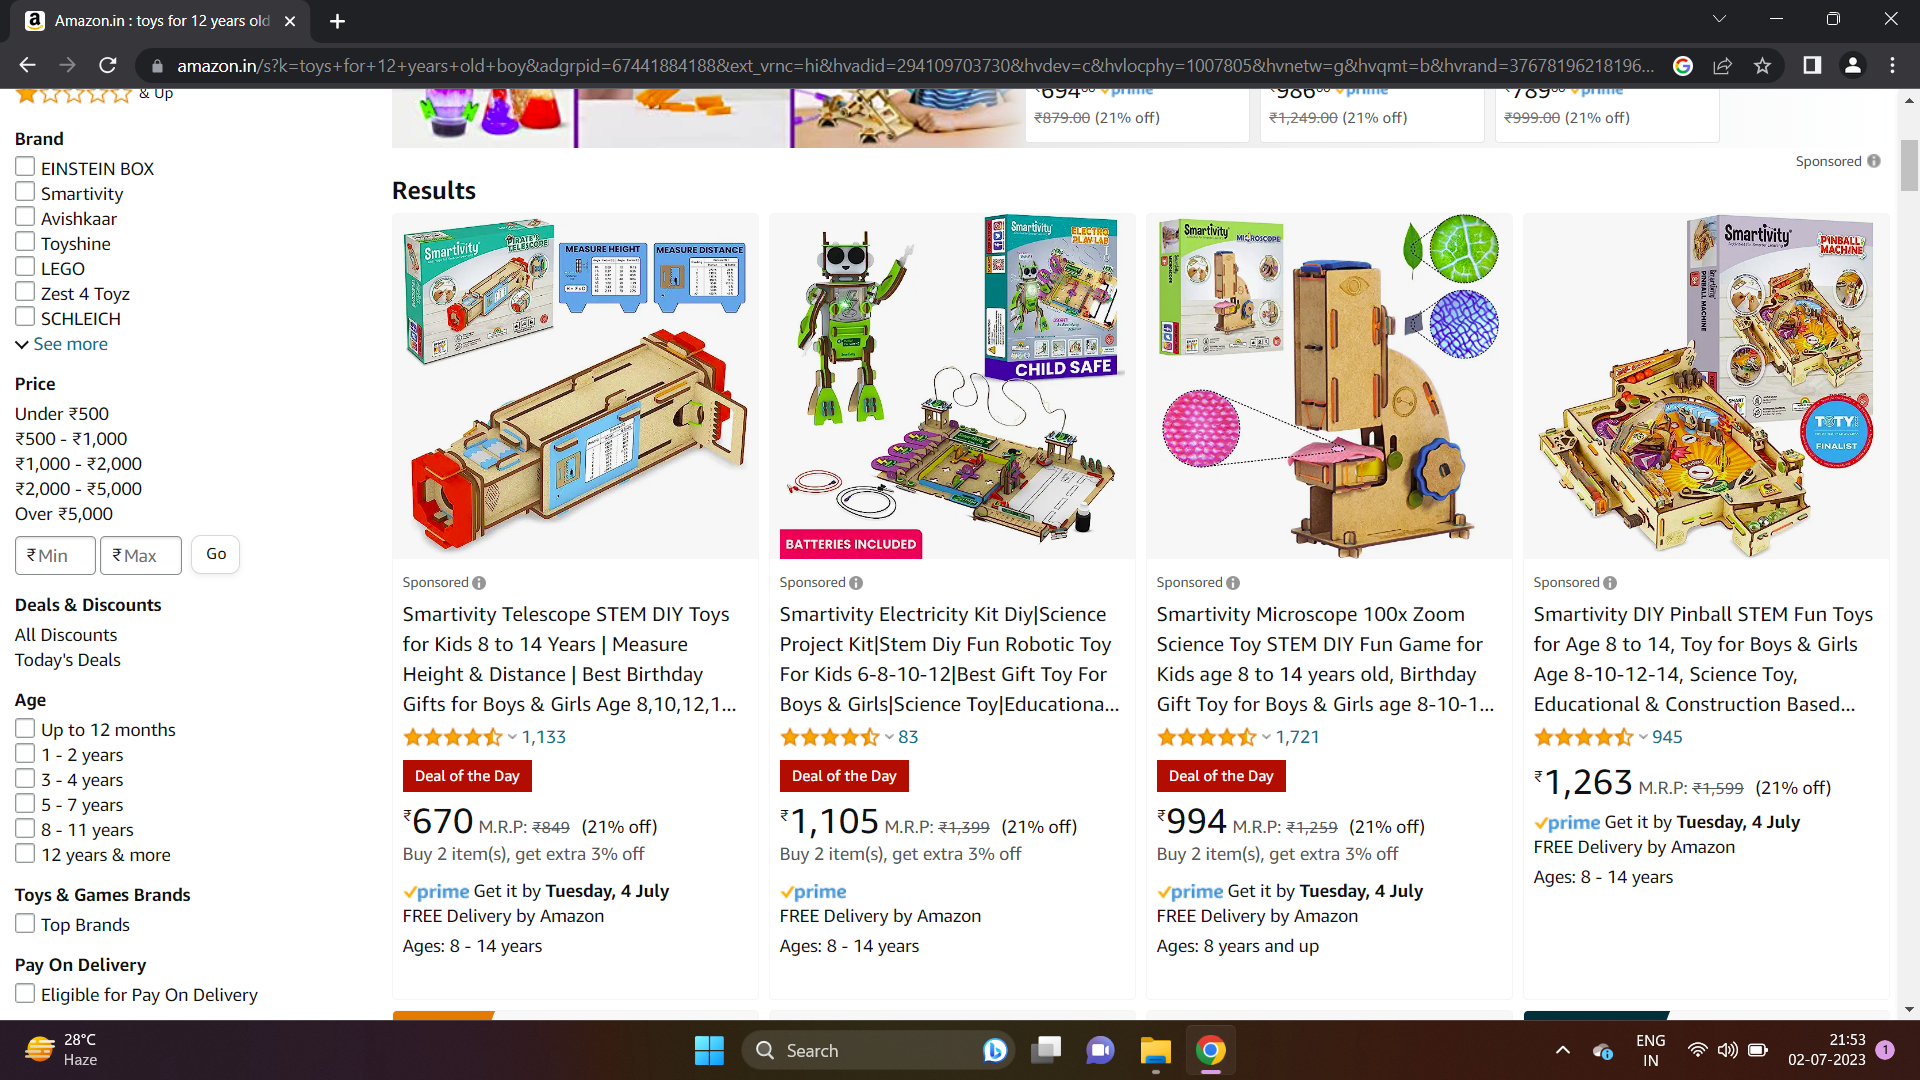 Amazon.in : toys for 12 years old
amazon.in/s?k=toys+for+12+years+old+boy&adgrpid=67441884188&ext_vrnc=hi&hvadid=294109703730&hvdev=c&hvlocphy=1007805&hvnetw=g&hvqmt=b&hvrand=37678196218196...
& Up
Brand
EINSTEIN BOX
Smartivity
Avishkaar
Toyshine
LEGO
Zest 4 Toyz
SCHLEICH
See more
Price
Under ₹500
₹500 - ₹1,000
₹1,000 - ₹2,000
₹2,000 - ₹5,000
Over ₹5,000
₹ Min ₹ Max Go
Deals & Discounts
All Discounts
Today's Deals
Age
Up to 12 months
1 - 2 years
3 - 4 years
5 - 7 years
8 - 11 years
12 years & more
Toys & Games Brands
Top Brands
Pay On Delivery
Eligible for Pay On Delivery
₹694⁰⁰ prime ₹986⁰⁰ prime ₹789⁰⁰ prime
₹879.00 (21% off) ₹1,249.00 (21% off) ₹999.00 (21% off)
Sponsored
Results
Smartivity
PIRATE'S TELESCOPE
MEASURE HEIGHT MEASURE DISTANCE
Sponsored
Smartivity Telescope STEM DIY Toys
for Kids 8 to 14 Years | Measure
Height & Distance | Best Birthday
Gifts for Boys & Girls Age 8,10,12,1...
1,133
Deal of the Day
₹670 M.R.P: ₹849 (21% off)
Buy 2 item(s), get extra 3% off
prime Get it by Tuesday, 4 July
FREE Delivery by Amazon
Ages: 8 - 14 years
Smartivity
ELECTRO PLAY LAB
CHILD SAFE
BATTERIES INCLUDED
Sponsored
Smartivity Electricity Kit Diy|Science
Project Kit|Stem Diy Fun Robotic Toy
For Kids 6-8-10-12|Best Gift Toy For
Boys & Girls|Science Toy|Educationa...
83
Deal of the Day
₹1,105 M.R.P: ₹1,399 (21% off)
Buy 2 item(s), get extra 3% off
prime
FREE Delivery by Amazon
Ages: 8 - 14 years
Smartivity
MICROSCOPE
Sponsored
Smartivity Microscope 100x Zoom
Science Toy STEM DIY Fun Game for
Kids age 8 to 14 years old, Birthday
Gift Toy for Boys & Girls age 8-10-1...
1,721
Deal of the Day
₹994 M.R.P: ₹1,259 (21% off)
Buy 2 item(s), get extra 3% off
prime Get it by Tuesday, 4 July
FREE Delivery by Amazon
Ages: 8 years and up
Smartivity
PINBALL MACHINE
TOTY
FINALIST
Sponsored
Smartivity DIY Pinball STEM Fun Toys
for Age 8 to 14, Toy for Boys & Girls
Age 8-10-12-14, Science Toy,
Educational & Construction Based...
945
₹1,263 M.R.P: ₹1,599 (21% off)
prime Get it by Tuesday, 4 July
FREE Delivery by Amazon
Ages: 8 - 14 years
28°C
Haze
Search
ENG
IN
21:53
02-07-2023
1